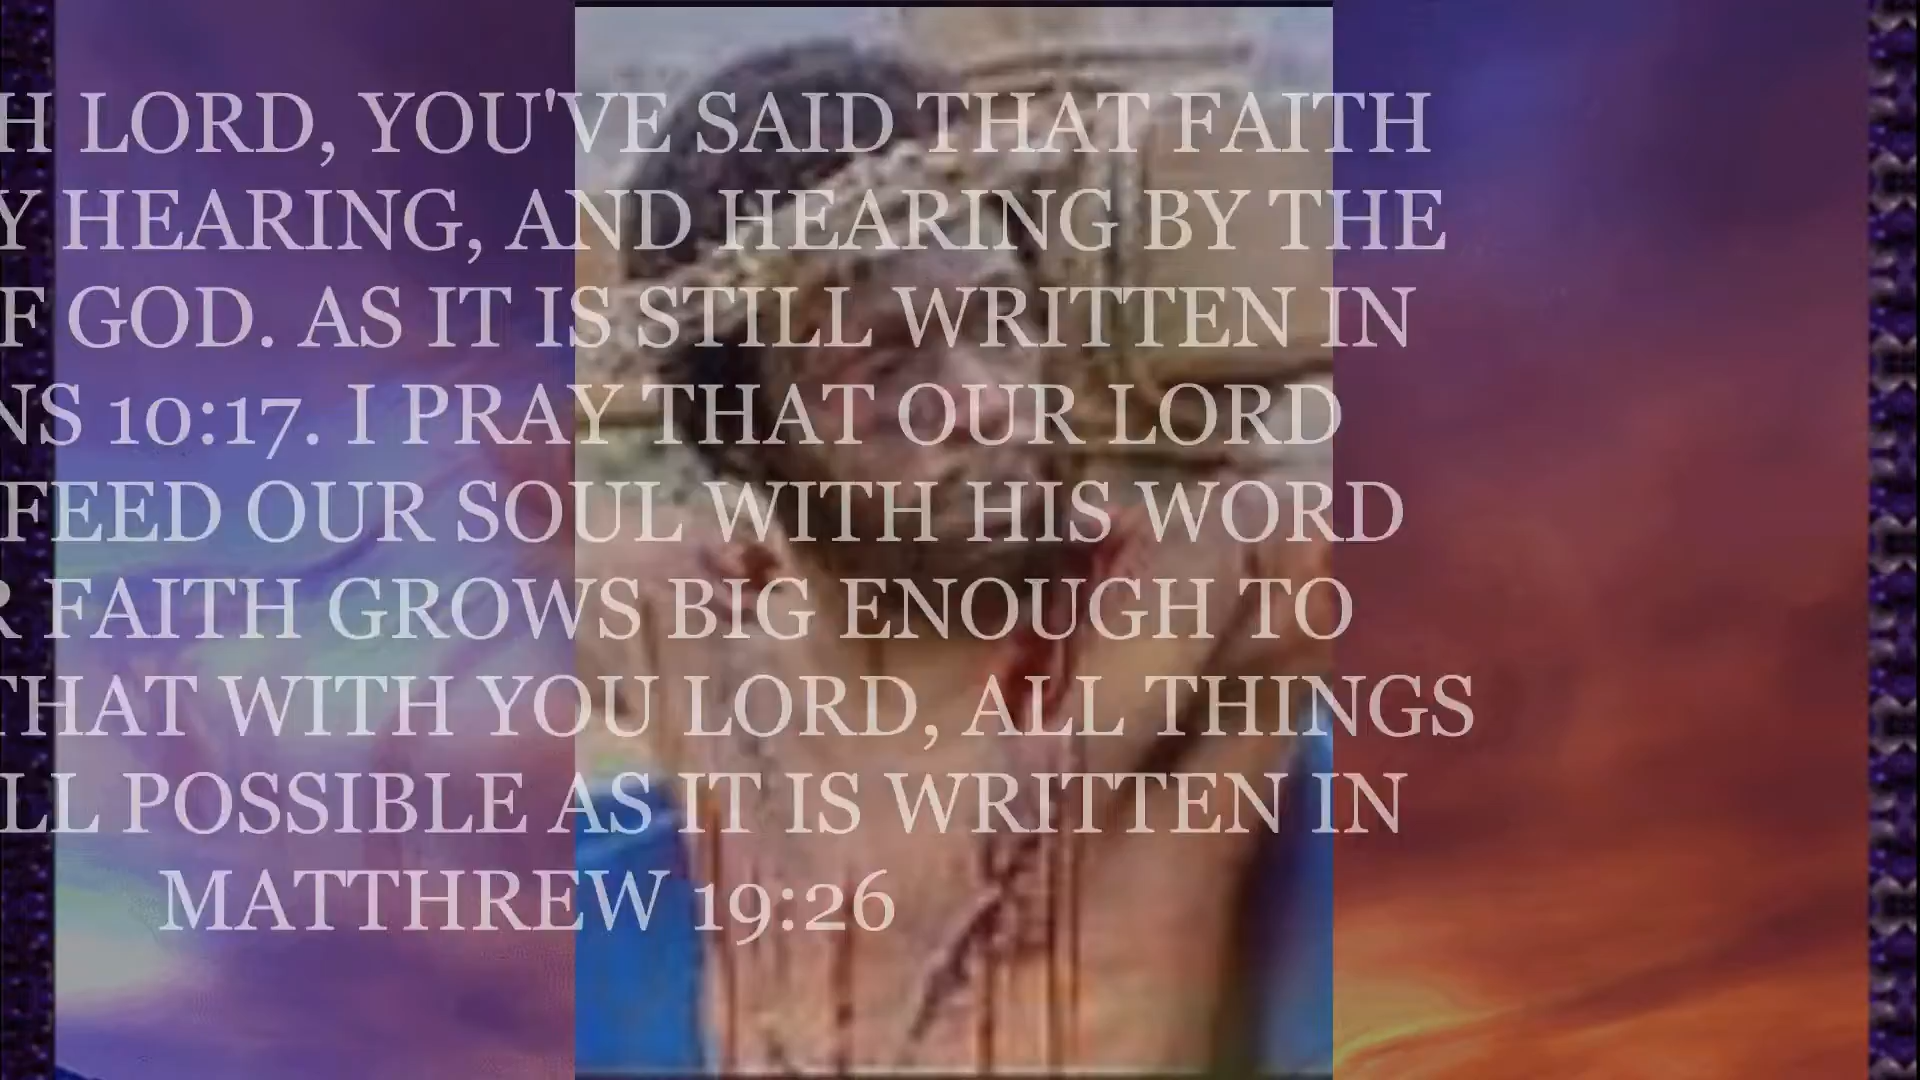 H LORD, YOU'VE SAID THAT FAITH
Y HEARING, AND HEARING BY THE
F GOD. AS IT IS STILL WRITTEN IN
NS 10:17. I PRAY THAT OUR LORD
FEED OUR SOUL WITH HIS WORD
R FAITH GROWS BIG ENOUGH TO
THAT WITH YOU LORD, ALL THINGS
LL POSSIBLE AS IT IS WRITTEN IN
MATTHREW 19:26